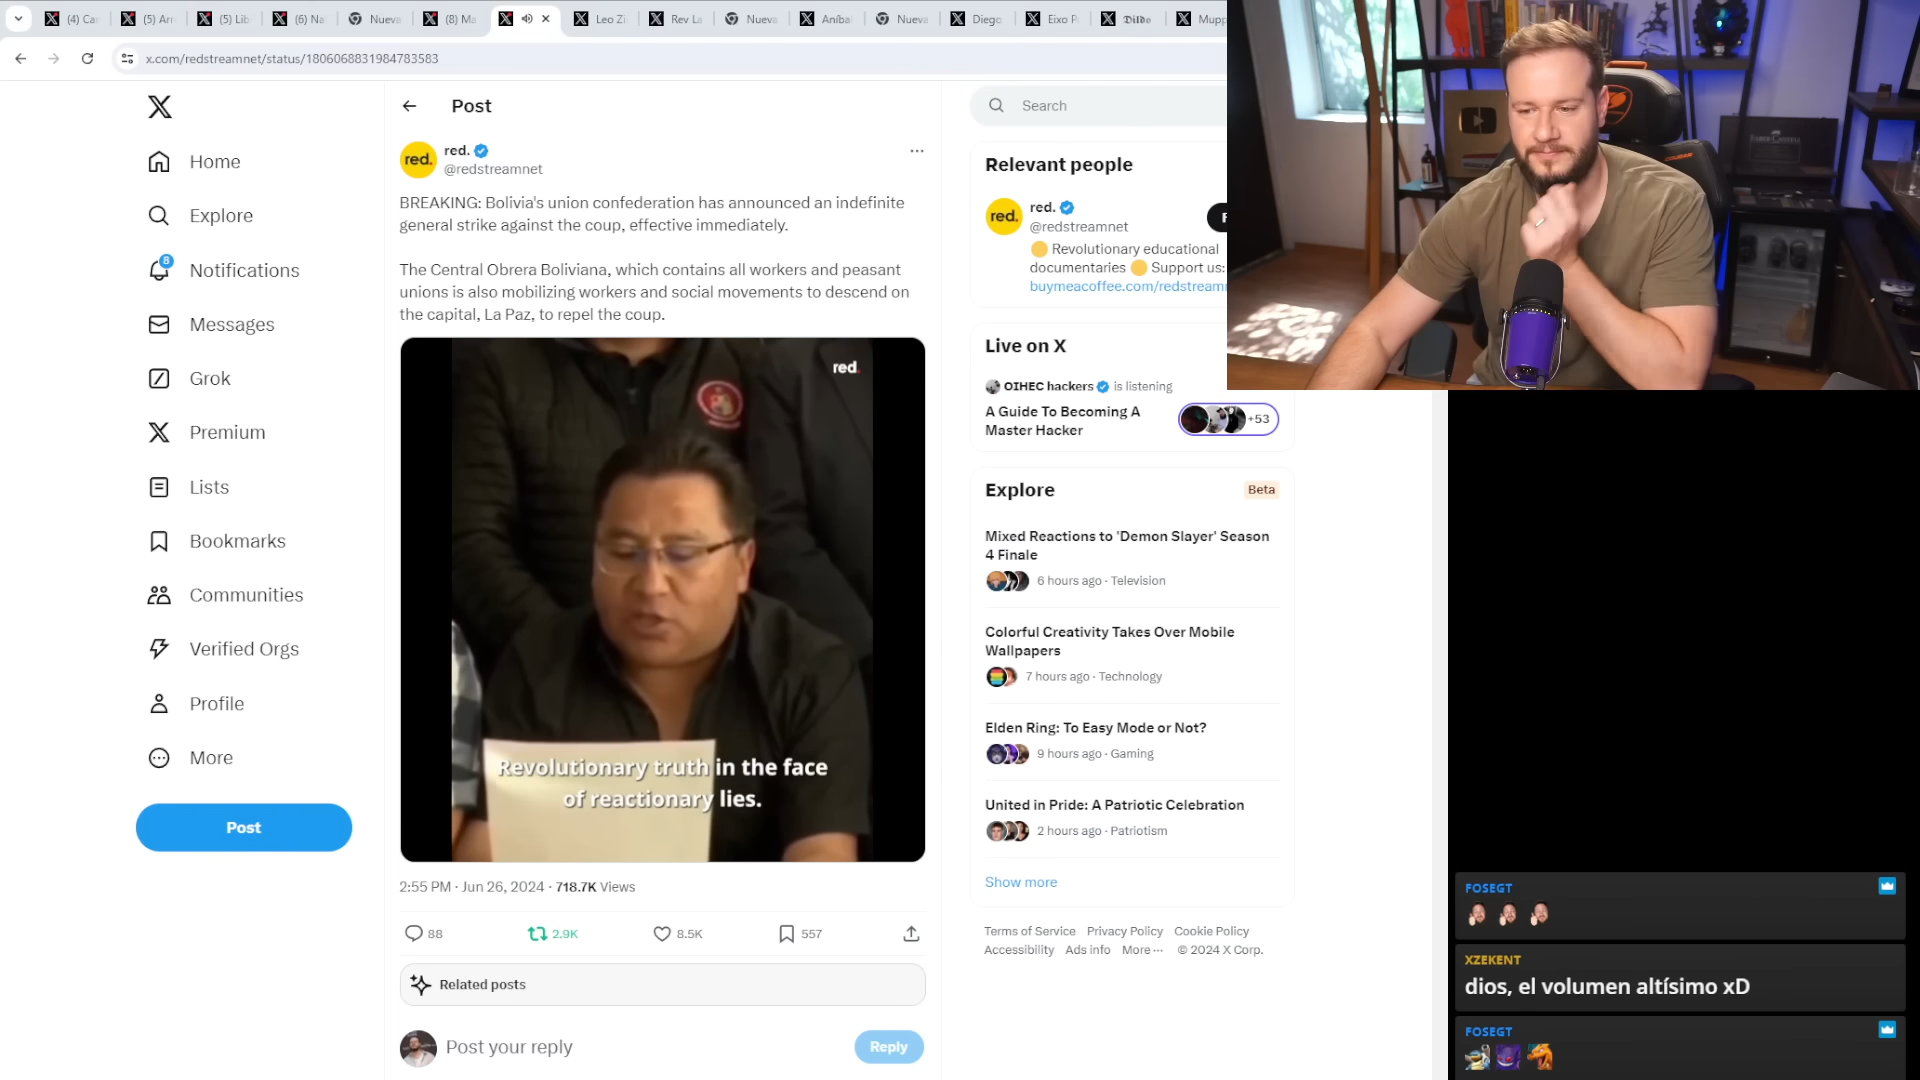 (4) Ca
(5) Ar
(5) Lib
(6) Na
Nueva
(8) Ma
Leo Zi
Rev La
Nueva
Aníba
Nueva
Diego
Eixo P
Mupp
x.com/redstreamnet/status/1806068831984783583
Home
Explore
8
Notifications
Messages
Grok
Premium
Lists
Bookmarks
Communities
Verified Orgs
Profile
More
Post
Post
red.
red.
@redstreamnet
BREAKING: Bolivia's union confederation has announced an indefinite
general strike against the coup, effective immediately.
The Central Obrera Boliviana, which contains all workers and peasant
unions is also mobilizing workers and social movements to descend on
the capital, La Paz, to repel the coup.
red.
Revolutionary truth in the face
of reactionary lies.
2:55 PM · Jun 26, 2024 · 718.7K Views
88
2.9K
8.5K
557
Related posts
Post your reply
Reply
Search
Relevant people
red.
red.
@redstreamnet
Revolutionary educational
documentaries Support us:
buymeacoffee.com/redstream
Live on X
OIHEC hackers is listening
A Guide To Becoming A
Master Hacker
+53
Explore
Beta
Mixed Reactions to 'Demon Slayer' Season
4 Finale
6 hours ago · Television
Colorful Creativity Takes Over Mobile
Wallpapers
7 hours ago · Technology
Elden Ring: To Easy Mode or Not?
9 hours ago · Gaming
United in Pride: A Patriotic Celebration
2 hours ago · Patriotism
Show more
Terms of Service Privacy Policy Cookie Policy
Accessibility Ads info More ··· © 2024 X Corp.
FOSEGT
XZEKENT
dios, el volumen altísimo xD
FOSEGT